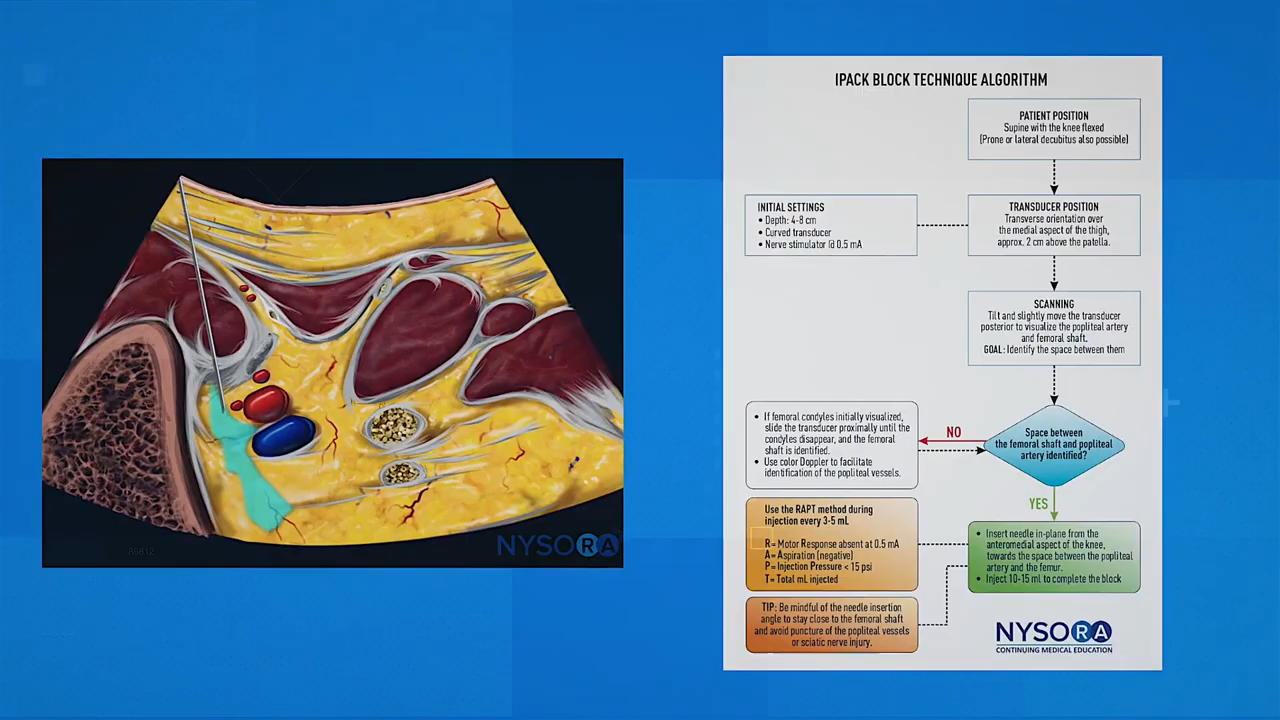 IPACK BLOCK TECHNIQUE ALGORITHM
PATIENT POSITION
Supine with the knee flexed
(Prone or lateral decubitus also possible)
INITIAL SETTINGS
• Depth: 4-8 cm
• Curved transducer
• Nerve stimulator @ 0.5 mA
TRANSDUCER POSITION
Transverse orientation over
the medial aspect of the thigh,
approx. 2 cm above the patella.
SCANNING
Tilt and slightly move the transducer
posterior to visualize the popliteal artery
and femoral shaft.
GOAL: Identify the space between them
• If femoral condyles initially visualized,
slide the transducer proximally until the
condyles disappear, and the femoral
shaft is identified.
• Use color Doppler to facilitate
identification of the popliteal vessels.
NO
Space between
the femoral shaft and popliteal
artery identified?
YES
Use the RAPT method during
injection every 3-5 mL
R= Motor Response absent at 0.5 mA
A= Aspiration (negative)
P= Injection Pressure < 15 psi
T= Total mL injected
• Insert needle in-plane from the
anteromedial aspect of the knee,
towards the space between the popliteal
artery and the femur.
• Inject 10-15 ml to complete the block
TIP: Be mindful of the needle insertion
angle to stay close to the femoral shaft
and avoid puncture of the popliteal vessels
or sciatic nerve injury.
NYSORA
CONTINUING MEDICAL EDUCATION
NYSORA